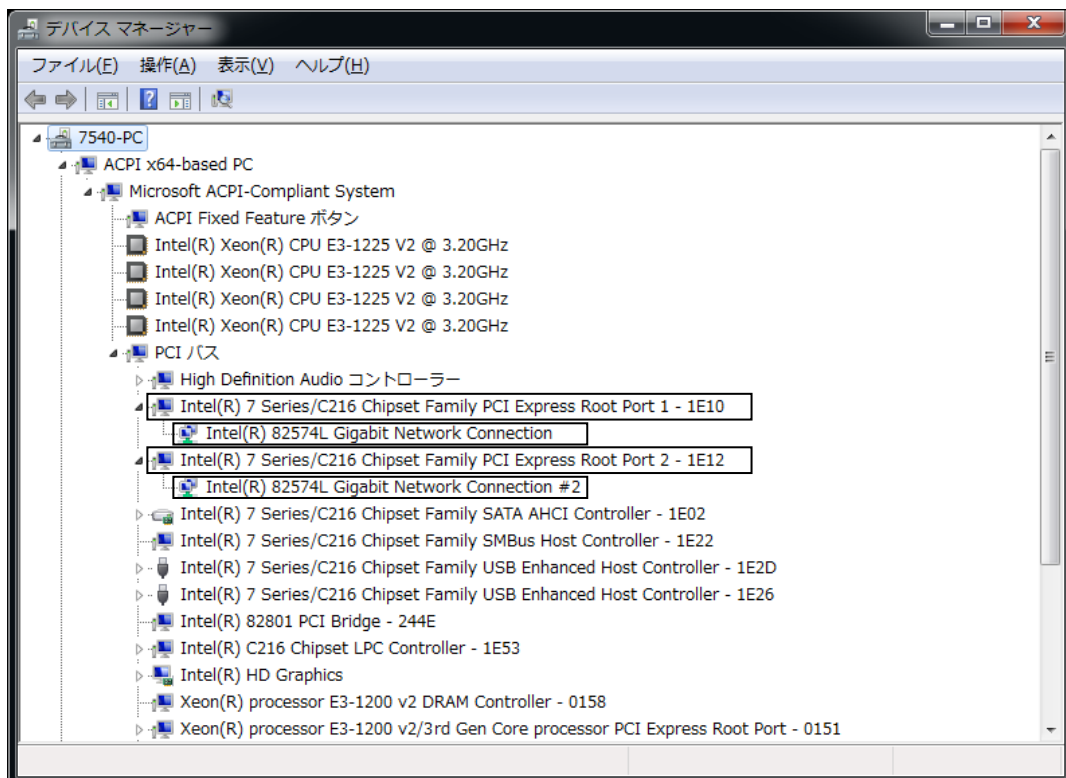 デバイス マネージャー
ファイル(F) 操作(A) 表示(V) ヘルプ(H)
7540-PC
ACPI x64-based PC
Microsoft ACPI-Compliant System
ACPI Fixed Feature ボタン
Intel(R) Xeon(R) CPU E3-1225 V2 @ 3.20GHz
Intel(R) Xeon(R) CPU E3-1225 V2 @ 3.20GHz
Intel(R) Xeon(R) CPU E3-1225 V2 @ 3.20GHz
Intel(R) Xeon(R) CPU E3-1225 V2 @ 3.20GHz
PCI バス
High Definition Audio コントローラー
Intel(R) 7 Series/C216 Chipset Family PCI Express Root Port 1 - 1E10
Intel(R) 82574L Gigabit Network Connection
Intel(R) 7 Series/C216 Chipset Family PCI Express Root Port 2 - 1E12
Intel(R) 82574L Gigabit Network Connection #2
Intel(R) 7 Series/C216 Chipset Family SATA AHCI Controller - 1E02
Intel(R) 7 Series/C216 Chipset Family SMBus Host Controller - 1E22
Intel(R) 7 Series/C216 Chipset Family USB Enhanced Host Controller - 1E2D
Intel(R) 7 Series/C216 Chipset Family USB Enhanced Host Controller - 1E26
Intel(R) 82801 PCI Bridge - 244E
Intel(R) C216 Chipset LPC Controller - 1E53
Intel(R) HD Graphics
Xeon(R) processor E3-1200 v2 DRAM Controller - 0158
Xeon(R) processor E3-1200 v2/3rd Gen Core processor PCI Express Root Port - 0151